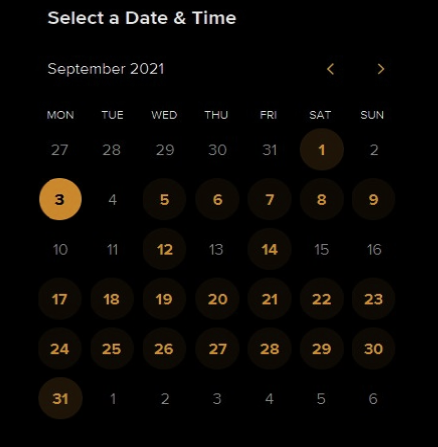 Select a Date & Time
September 2021
MON TUE WED THU FRI SAT SUN
27 28 29 30 31 1 2
3 4 5 6 7 8 9
10 11 12 13 14 15 16
17 18 19 20 21 22 23
24 25 26 27 28 29 30
31 1 2 3 4 5 6